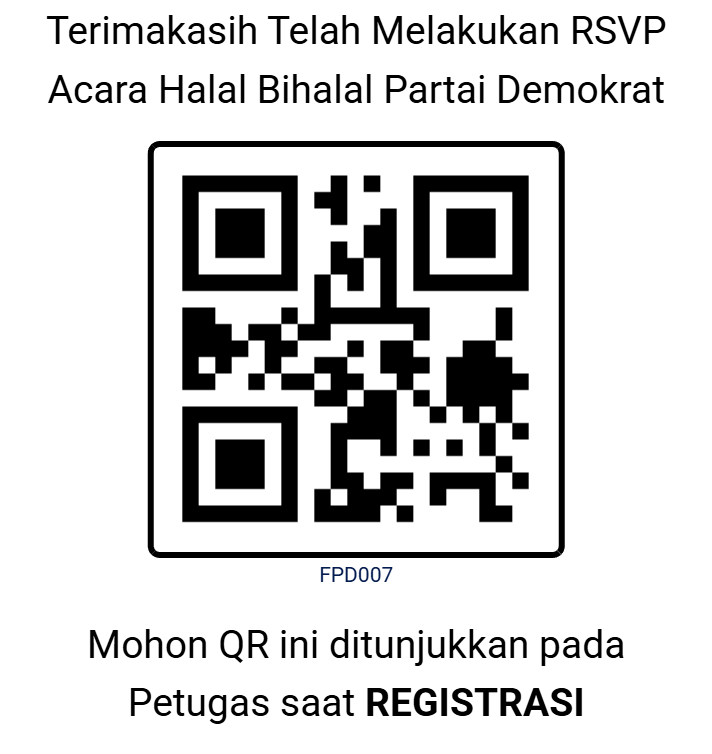 Terimakasih Telah Melakukan RSVP
Acara Halal Bihalal Partai Demokrat
FPD007
Mohon QR ini ditunjukkan pada
Petugas saat REGISTRASI